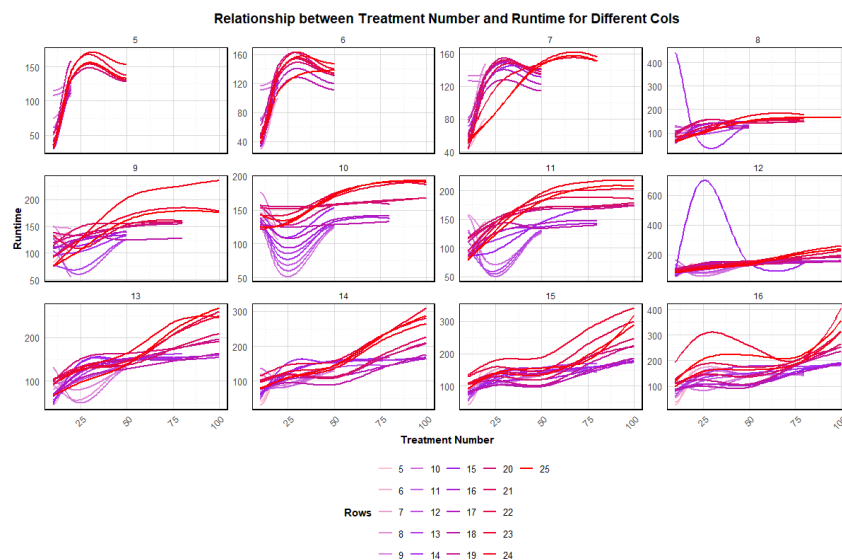 Relationship between Treatment Number and Runtime for Different Cols
5 6 7 8
150 100 50
160 120 80 40
160 120 80 40
400 300 200 100
9 10 11 12
200 150 100 50
200 150 100 50
200 150 100 50
600 400 200
13 14 15 16
200 100
300 200 100
300 200 100
400 300 200 100
25 50 75 100
25 50 75 100
25 50 75 100
25 50 75 100
Runtime
Treatment Number
Rows
5 10 15 20 25
6 11 16 21
7 12 17 22
8 13 18 23
9 14 19 24